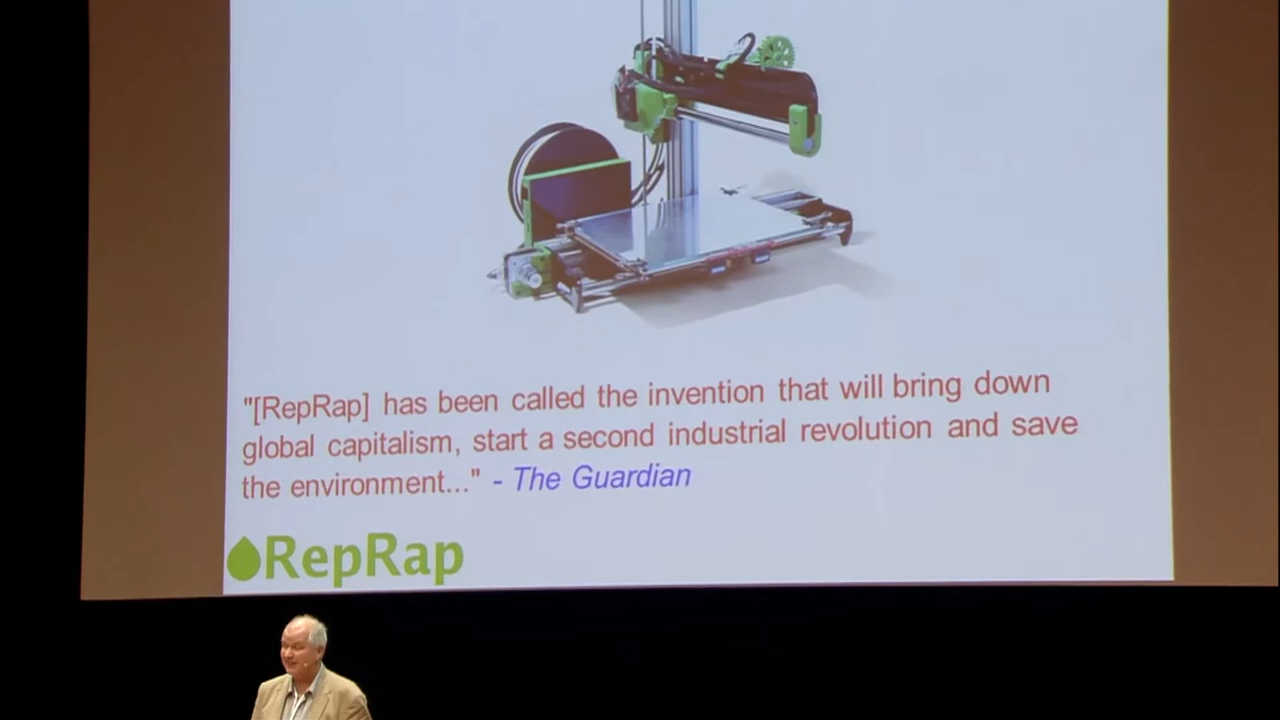 "[RepRap] has been called the invention that will bring down
global capitalism, start a second industrial revolution and save
the environment..." - The Guardian
RepRap